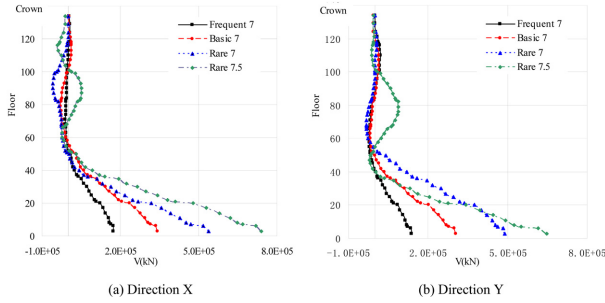 Crown
120
100
80
60
40
20
0
Floor
Frequent 7
Basic 7
Rare 7
Rare 7.5
-1.0E+05
2.0E+05
5.0E+05
8.0E+05
V(kN)
(a) Direction X
Crown
120
100
80
60
40
20
0
Floor
Frequent 7
Basic 7
Rare 7
Rare 7.5
-1.0E+05
2.0E+05
5.0E+05
8.0E+05
V(kN)
(b) Direction Y